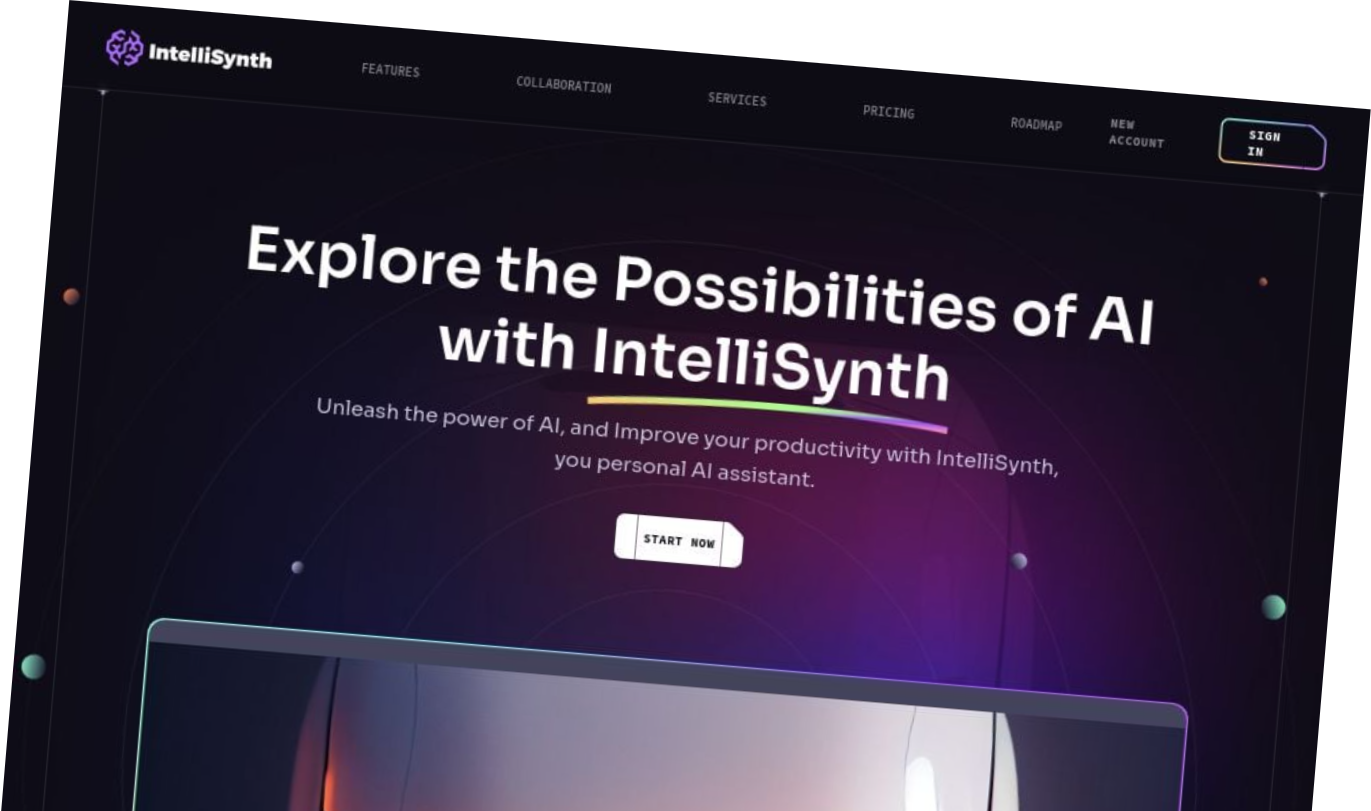 IntelliSynth
FEATURES
COLLABORATION
SERVICES
PRICING
ROADMAP
NEW
ACCOUNT
SIGN
IN
Explore the Possibilities of AI
with IntelliSynth
Unleash the power of AI, and Improve your productivity with IntelliSynth,
you personal AI assistant.
START NOW